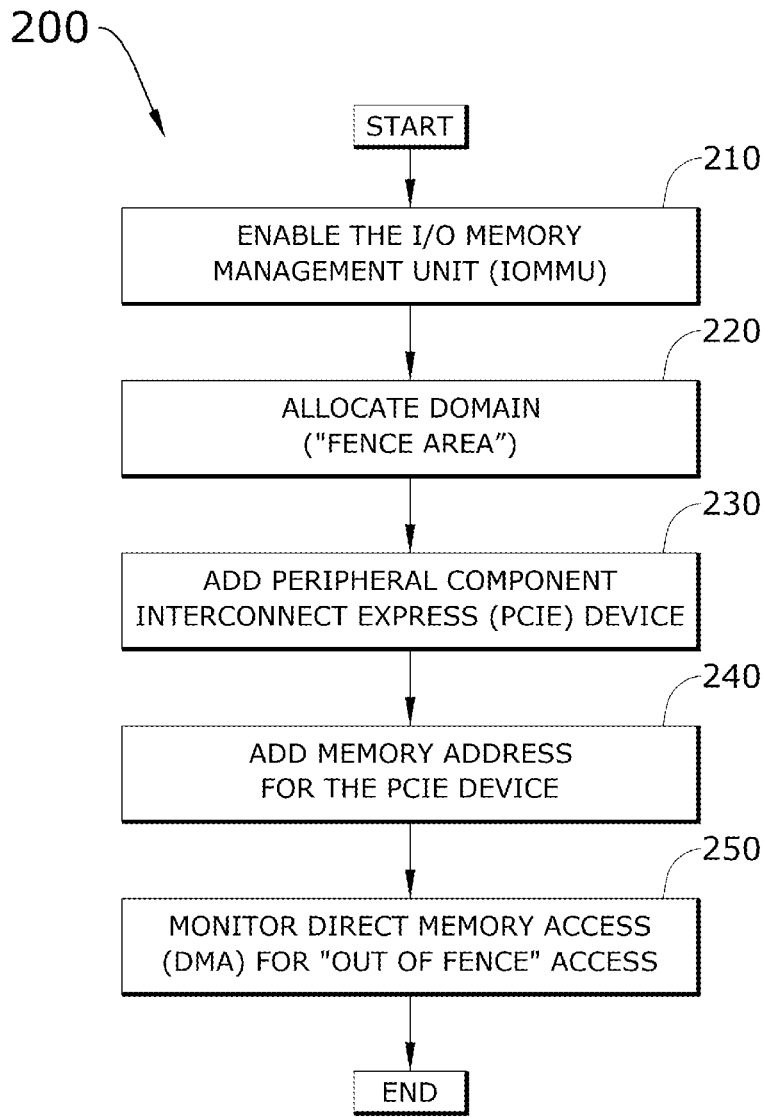 200
START
210
ENABLE THE I/O MEMORY
MANAGEMENT UNIT (IOMMU)
220
ALLOCATE DOMAIN
("FENCE AREA”)
230
ADD PERIPHERAL COMPONENT
INTERCONNECT EXPRESS (PCIE) DEVICE
240
ADD MEMORY ADDRESS
FOR THE PCIE DEVICE
250
MONITOR DIRECT MEMORY ACCESS
(DMA) FOR "OUT OF FENCE" ACCESS
END